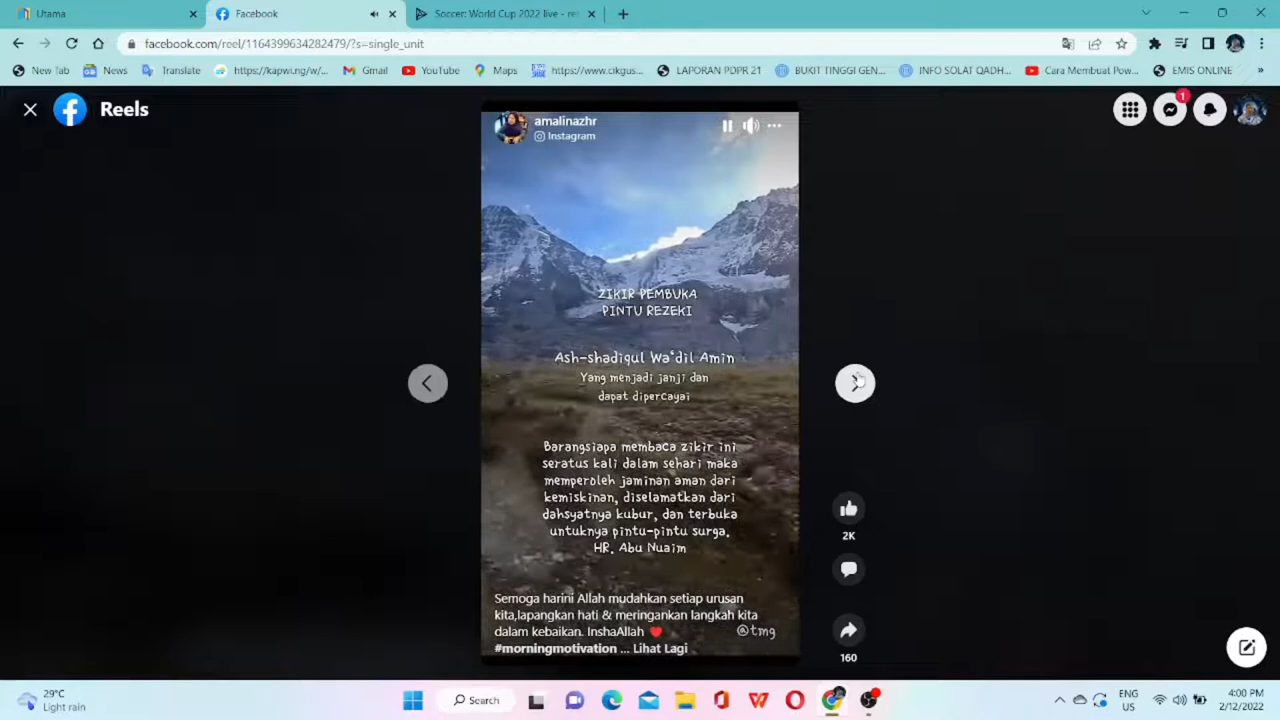 Utama
Facebook
Soccer: World Cup 2022 live - re
facebook.com/reel/1164399634282479/?s=single_unit
New Tab
News
Translate
https://kapwi.ng/w/...
Gmail
YouTube
Maps
https://www.cikgus...
LAPORAN PDPR 21
BUKIT TINGGI GEN...
INFO SOLAT QADH...
Cara Membuat Pow...
EMIS ONLINE
»
Reels
1
amalinazhr
Instagram
ZIKIR PEMBUKA
PINTU REZEKI
Ash-shadiqul Wa'dil Amin
Yang menjadi janji dan
dapat dipercayai
Barangsiapa membaca zikir ini
seratus kali dalam sehari maka
memperoleh jaminan aman dari
kemiskinan, diselamatkan dari
dahsyatnya kubur, dan terbuka
untuknya pintu-pintu surga.
HR. Abu Nuaim
2K
Semoga harini Allah mudahkan setiap urusan
kita,lapangkan hati & meringankan langkah kita
dalam kebaikan. InshaAllah ❤️
@tmg
#morningmotivation ... Lihat Lagi
160
29°C
Light rain
Search
ENG
US
4:00 PM
2/12/2022